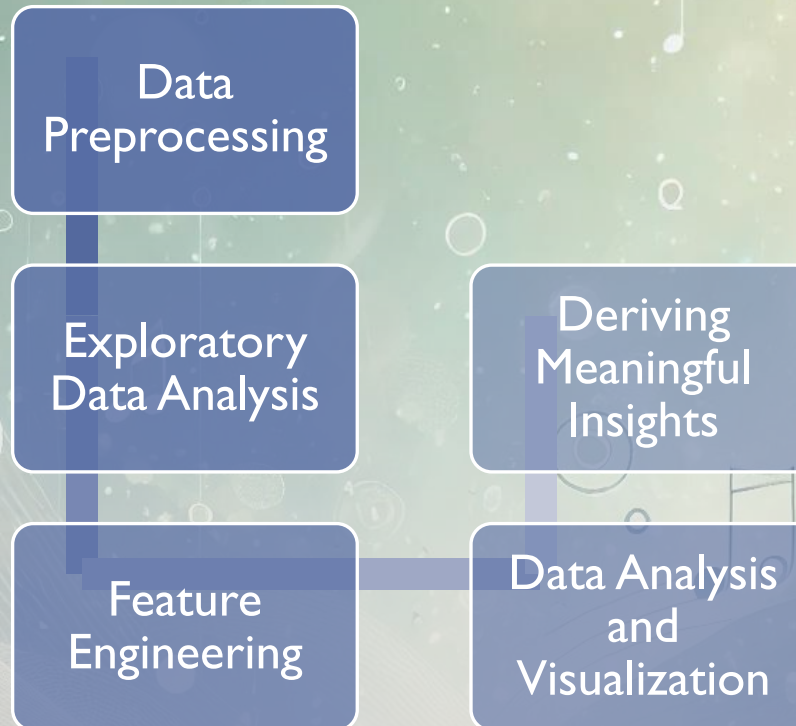 Data
Preprocessing
Exploratory
Data Analysis
Feature
Engineering
Data Analysis
and
Visualization
Deriving
Meaningful
Insights